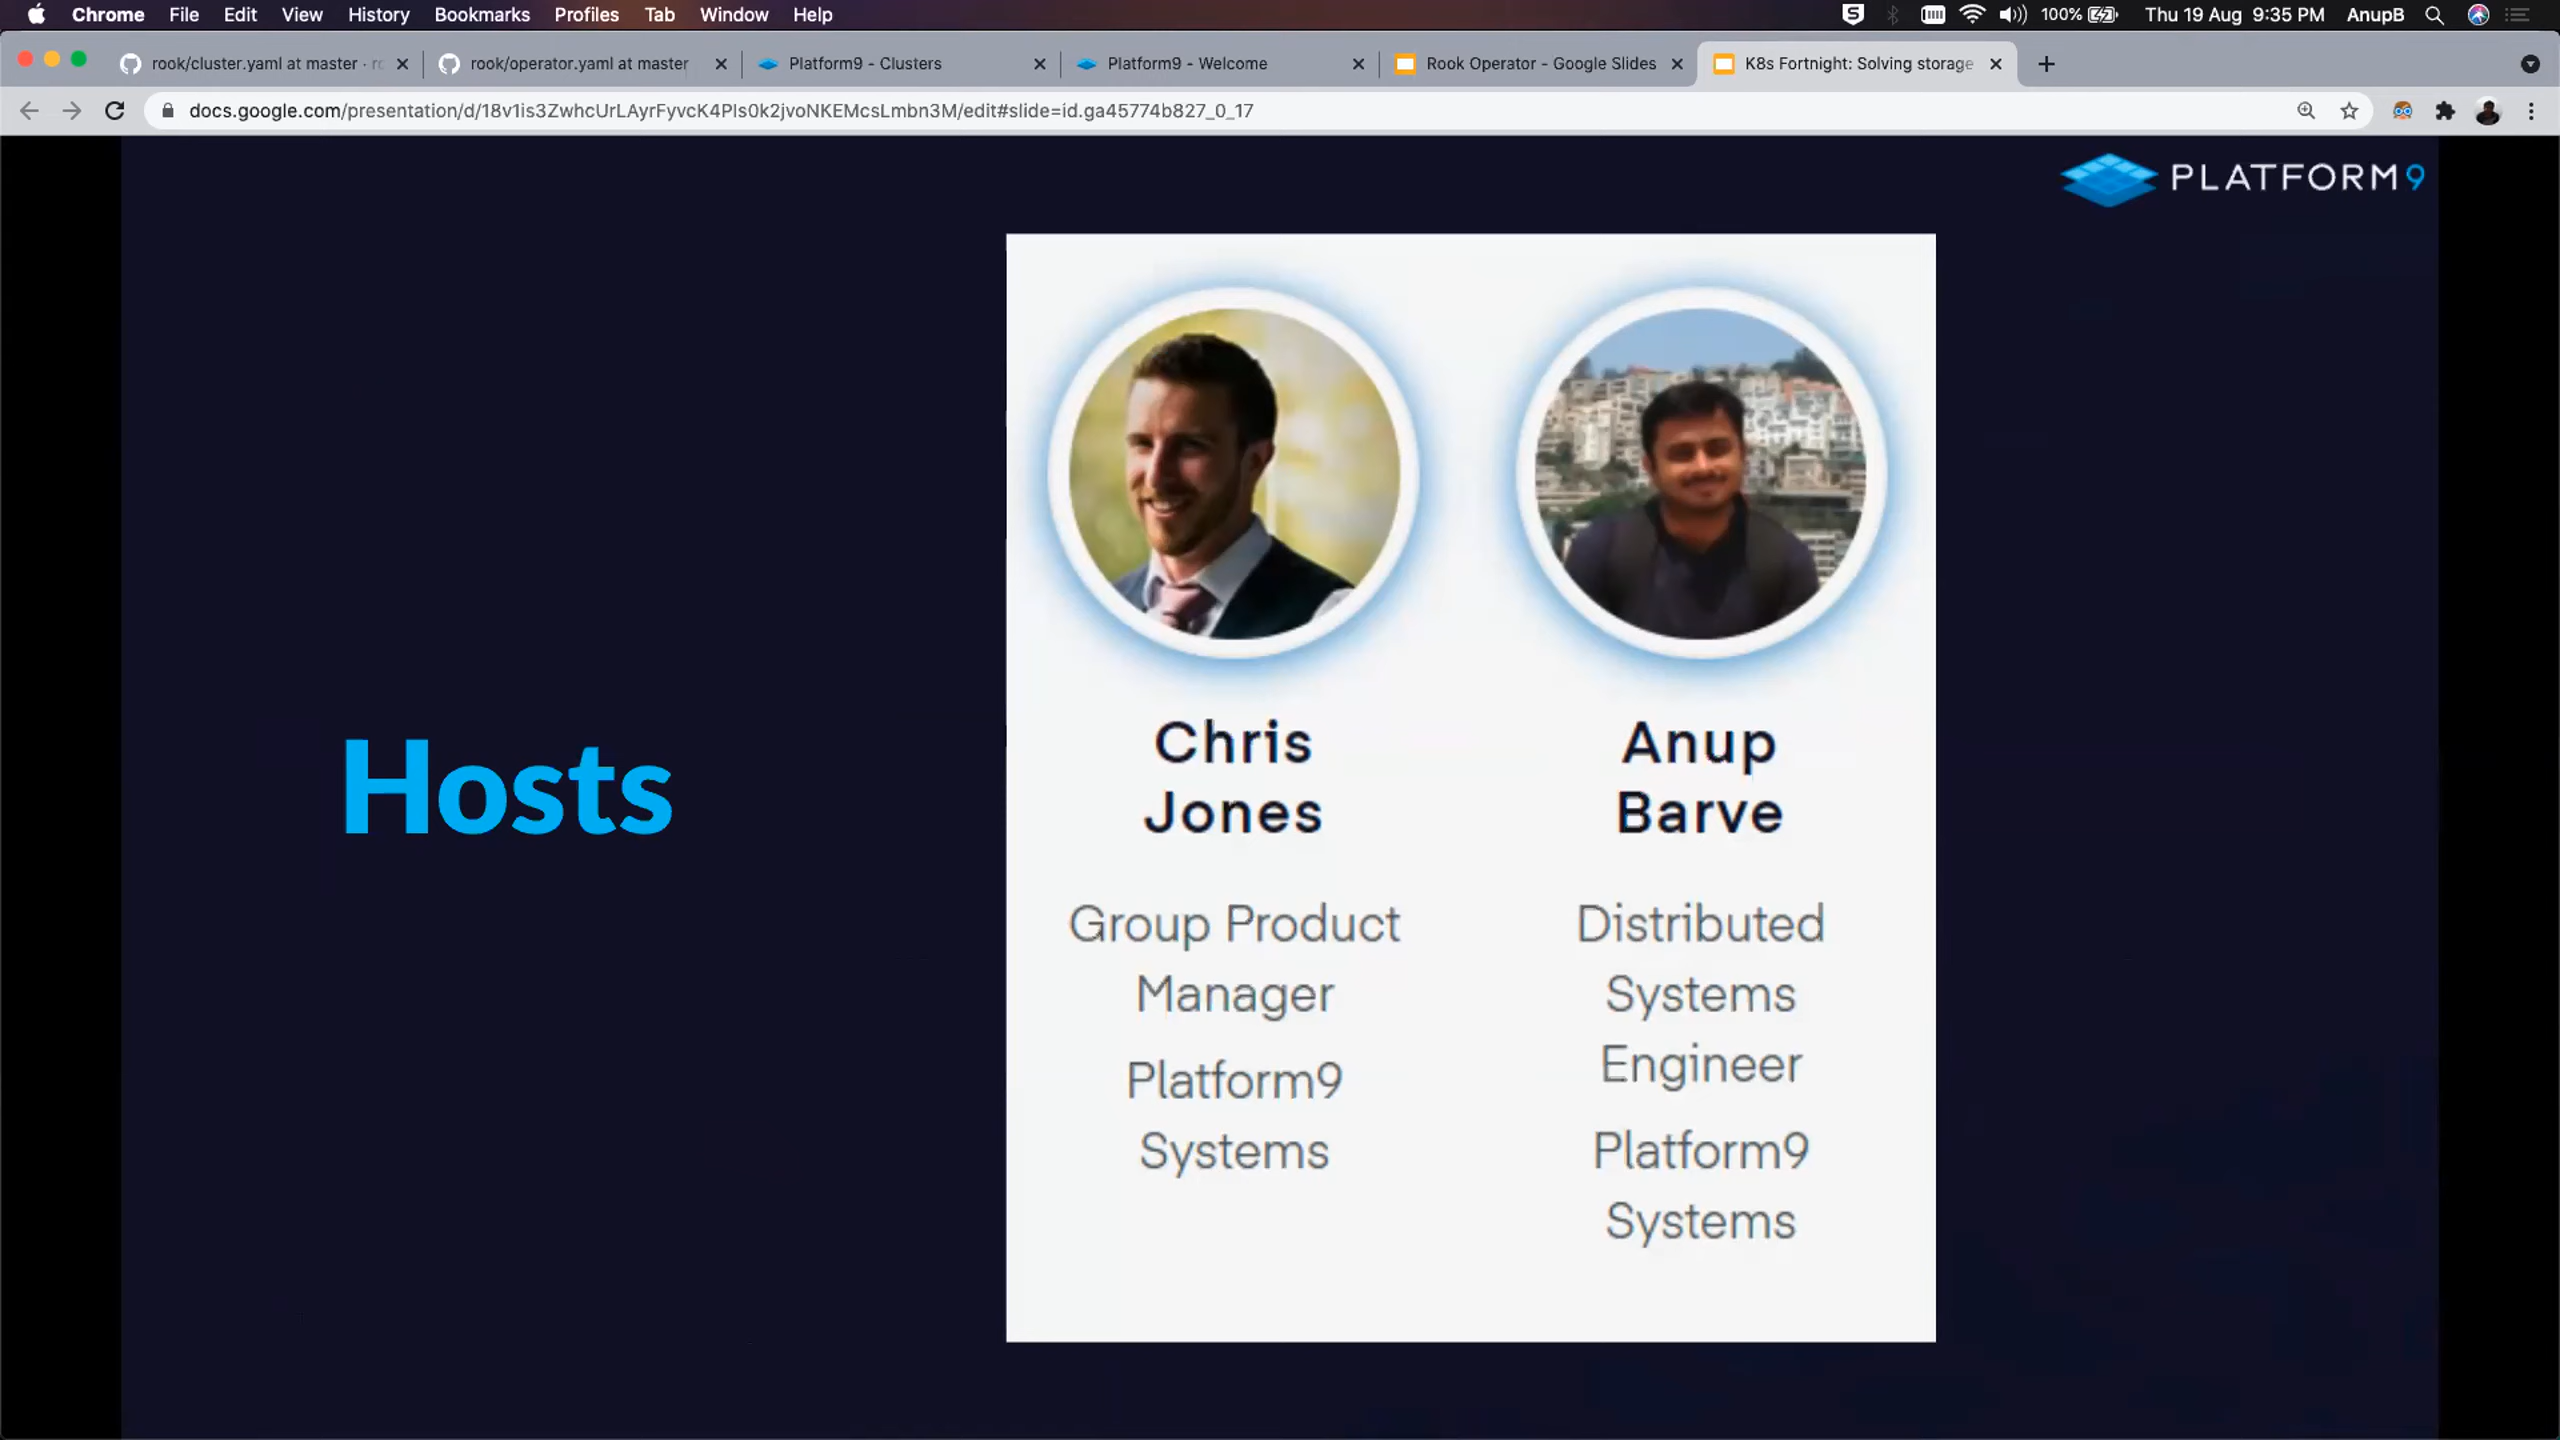 Chrome File Edit View History Bookmarks Profiles Tab Window Help 100% Thu 19 Aug 9:35 PM AnupB
rook/cluster.yaml at master · ro rook/operator.yaml at master Platform9 - Clusters Platform9 - Welcome Rook Operator - Google Slides K8s Fortnight: Solving storage
docs.google.com/presentation/d/18v1is3ZwhcUrLAyrFyvcK4PIs0k2jvoNKEMcsLmbn3M/edit#slide=id.ga45774b827_0_17
PLATFORM9
Hosts
Chris
Jones
Group Product
Manager
Platform9
Systems
Anup
Barve
Distributed
Systems
Engineer
Platform9
Systems